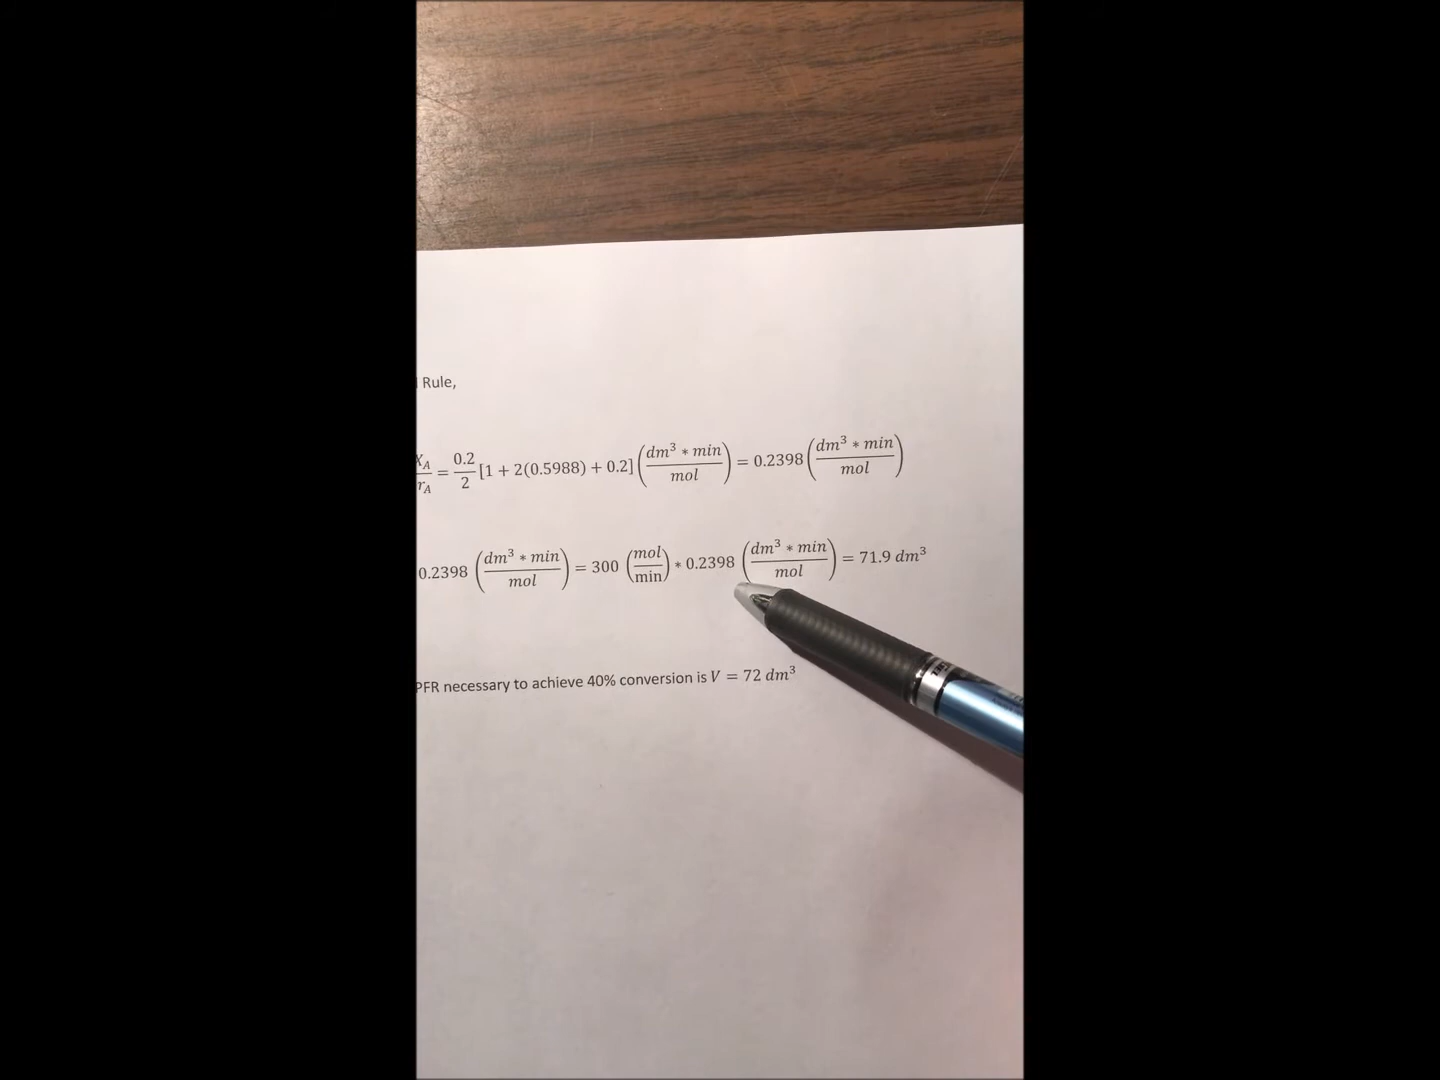 Rule,
X_A / r_A = 0.2/2 [1 + 2(0.5988) + 0.2] (dm³ * min / mol) = 0.2398 (dm³ * min / mol)
0.2398 (dm³ * min / mol) = 300 (mol / min) * 0.2398 (dm³ * min / mol) = 71.9 dm³
PFR necessary to achieve 40% conversion is V = 72 dm³